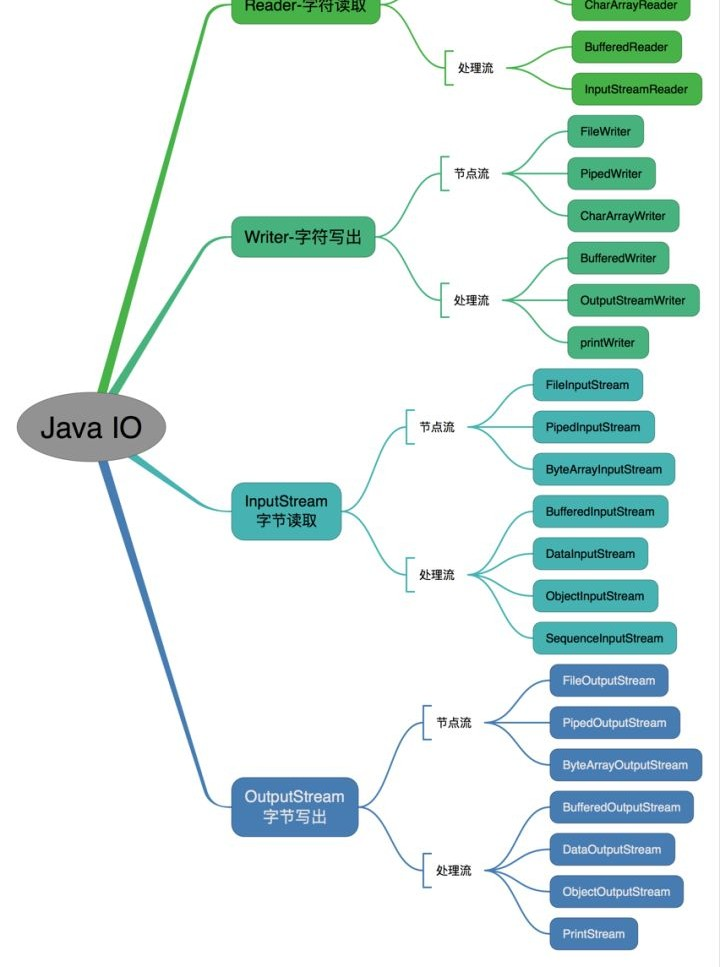 Java IO
Reader-字符读取
CharArrayReader
处理流
BufferedReader
InputStreamReader
Writer-字符写出
节点流
FileWriter
PipedWriter
CharArrayWriter
处理流
BufferedWriter
OutputStreamWriter
printWriter
InputStream
字节读取
节点流
FileInputStream
PipedInputStream
ByteArrayInputStream
处理流
BufferedInputStream
DataInputStream
ObjectInputStream
SequenceInputStream
OutputStream
字节写出
节点流
FileOutputStream
PipedOutputStream
ByteArrayOutputStream
处理流
BufferedOutputStream
DataOutputStream
ObjectOutputStream
PrintStream